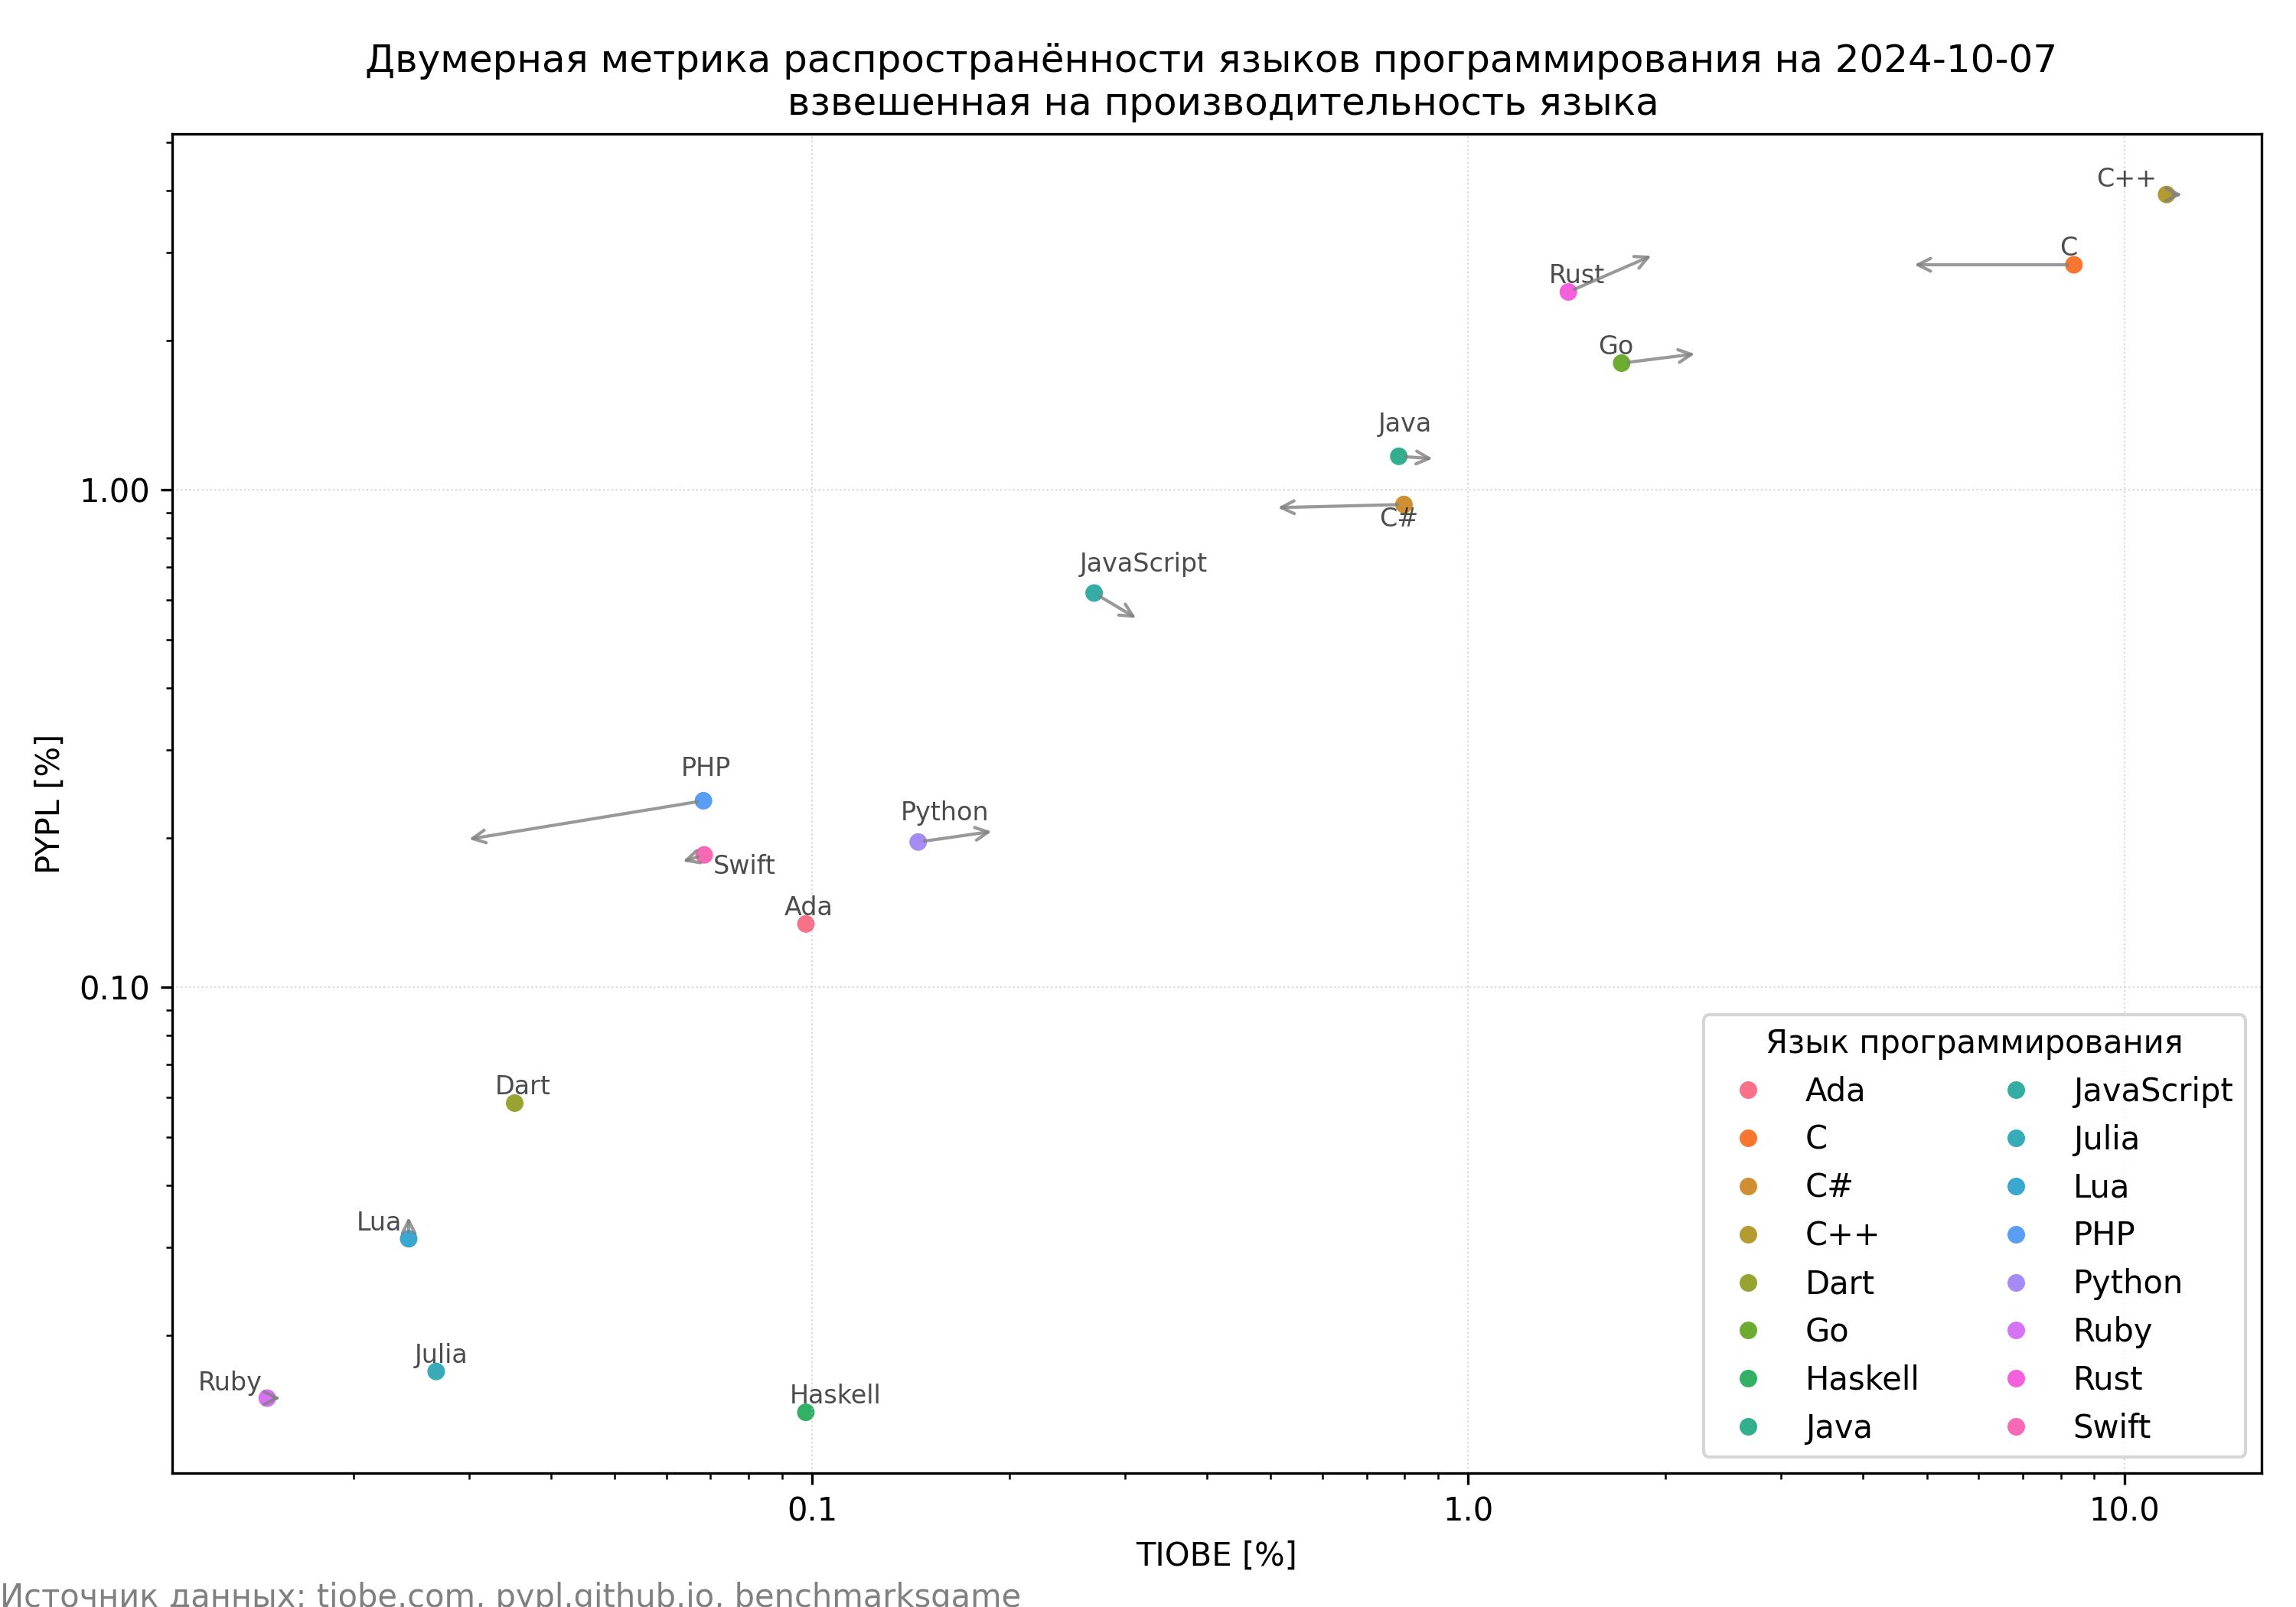 Двумерная метрика распространённости языков программирования на 2024-10-07
взвешенная на производительность языка
C++
C
Rust
Go
Java
1.00
C#
JavaScript
PHP
Python
PYPL [%]
Swift
Ada
0.10
Язык программирования
Ada
C
C#
C++
Dart
Go
Haskell
Java
JavaScript
Julia
Lua
PHP
Python
Ruby
Rust
Swift
Dart
Lua
Julia
Ruby
Haskell
0.1
1.0
10.0
TIOBE [%]
Источник данных: tiobe.com, pypl.github.io, benchmarksgame